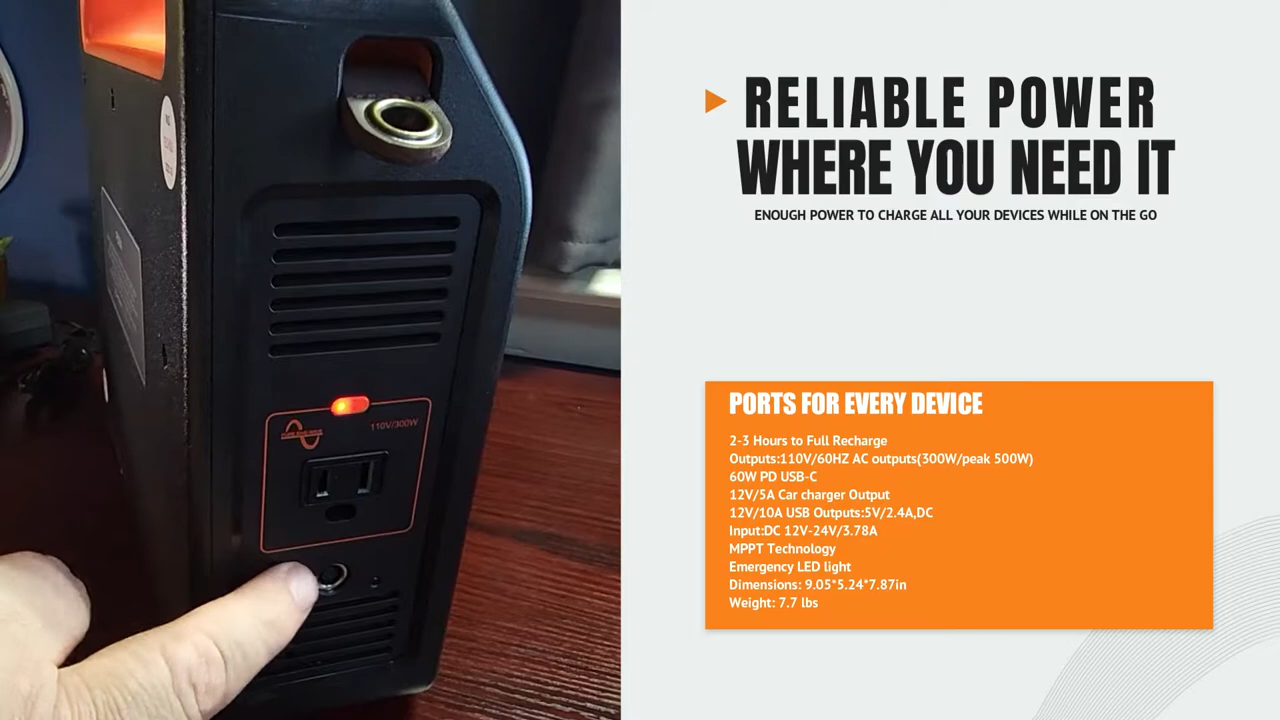 RELIABLE POWER
WHERE YOU NEED IT
ENOUGH POWER TO CHARGE ALL YOUR DEVICES WHILE ON THE GO
PORTS FOR EVERY DEVICE
2-3 Hours to Full Recharge
Outputs:110V/60HZ AC outputs(300W/peak 500W)
60W PD USB-C
12V/5A Car charger Output
12V/10A USB Outputs:5V/2.4A,DC
Input:DC 12V-24V/3.78A
MPPT Technology
Emergency LED light
Dimensions: 9.05*5.24*7.87in
Weight: 7.7 lbs
PURE SINE WAVE
110V/300W